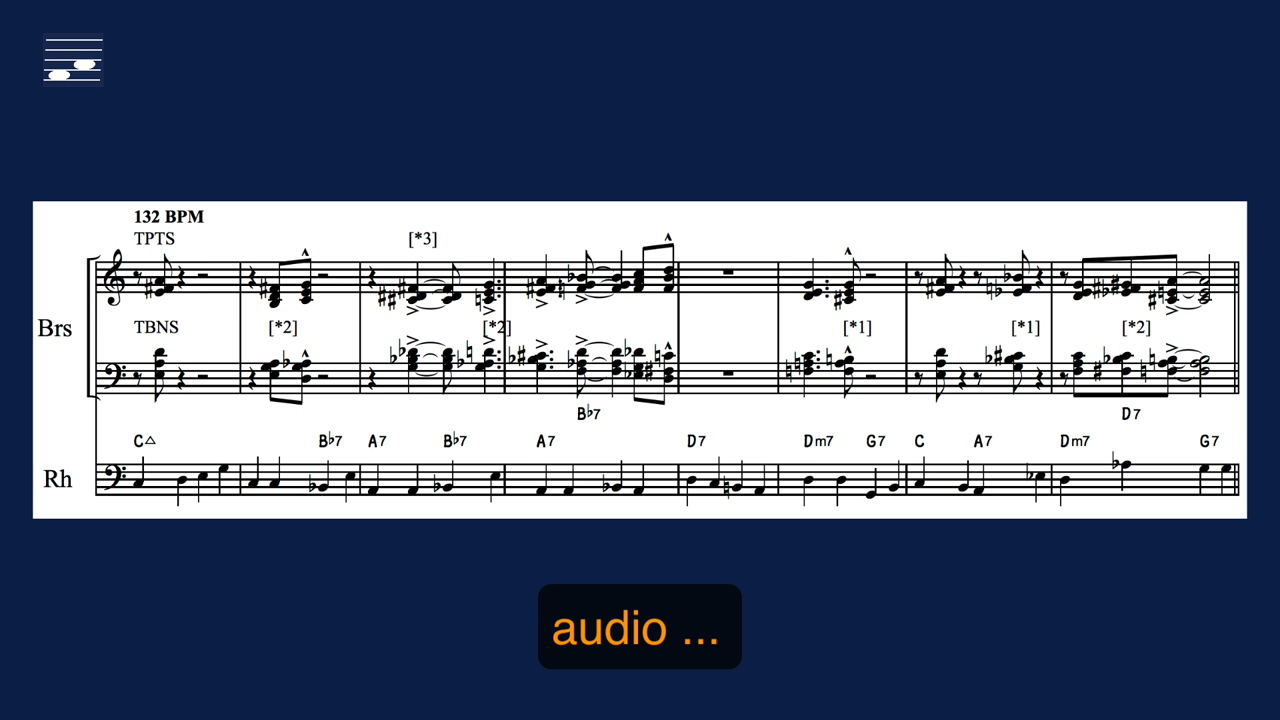 132 BPM
TPTS
[*3]
Brs
TBNS [*2] [*2] [*1] [*1] [*2]
B♭7 D7
C△ B♭7 A7 B♭7 A7 D7 Dm7 G7 C A7 Dm7 G7
Rh
audio ...